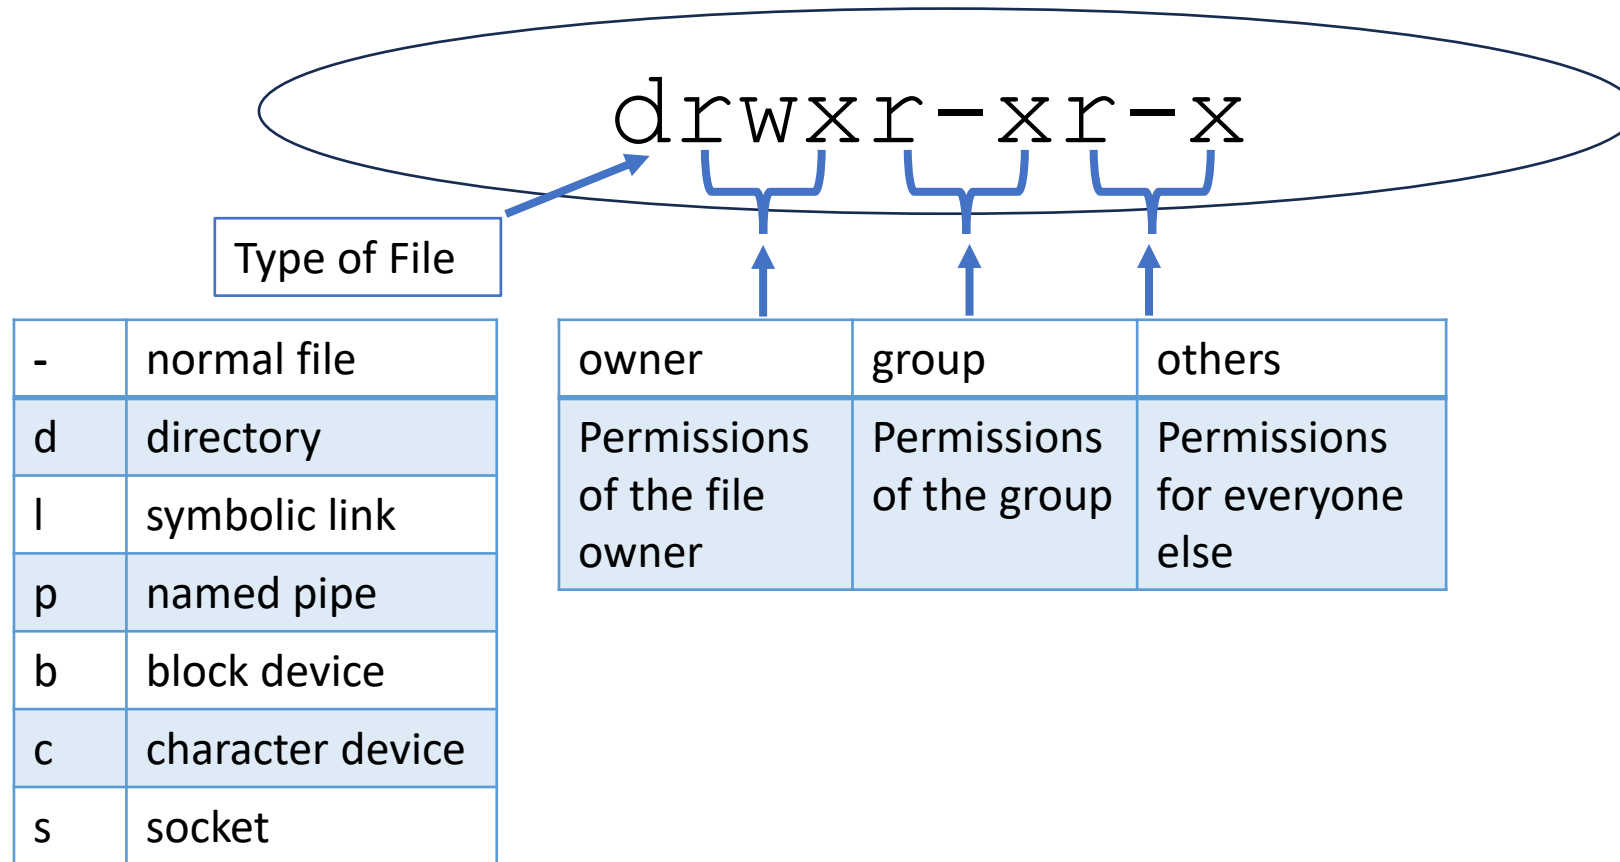 drwxr-xr-x
Type of File
- normal file
d directory
l symbolic link
p named pipe
b block device
c character device
s socket
owner group others
Permissions of the file owner
Permissions of the group
Permissions for everyone else